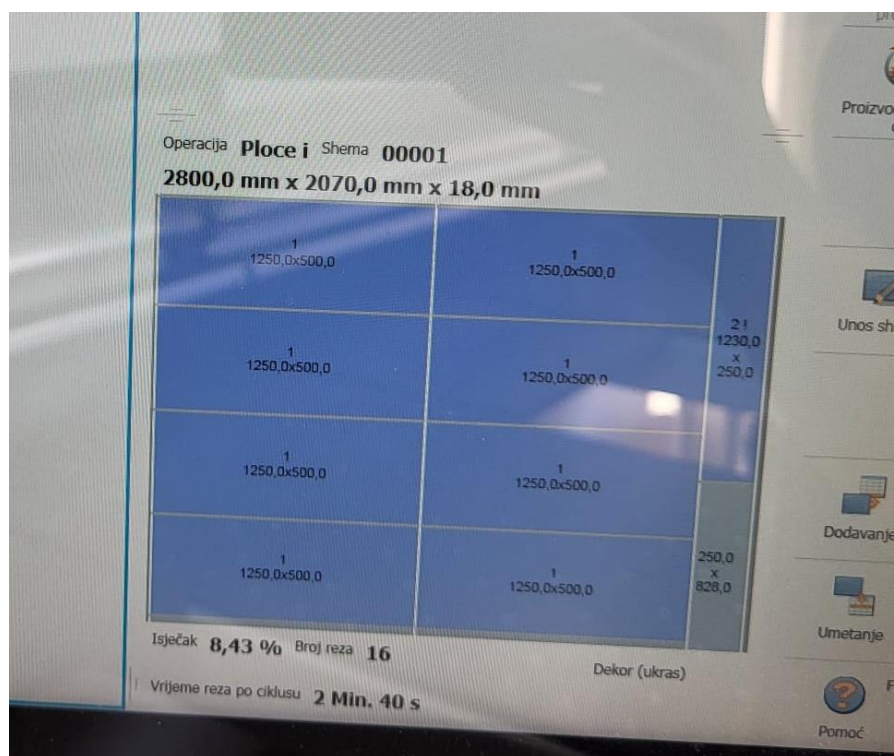 Operacija Ploce i Shema 00001
2800,0 mm x 2070,0 mm x 18,0 mm
1
1250,0x500,0
1
1250,0x500,0
2!
1230,0
x
250,0
1
1250,0x500,0
1
1250,0x500,0
1
1250,0x500,0
1
1250,0x500,0
1
1250,0x500,0
1
1250,0x500,0
250,0
x
828,0
Isječak 8,43 % Broj reza 16
Dekor (ukras)
Vrijeme reza po ciklusu 2 Min. 40 s
Proizvo
Unos sh
Dodavanje
Umetanje
F
Pomoć